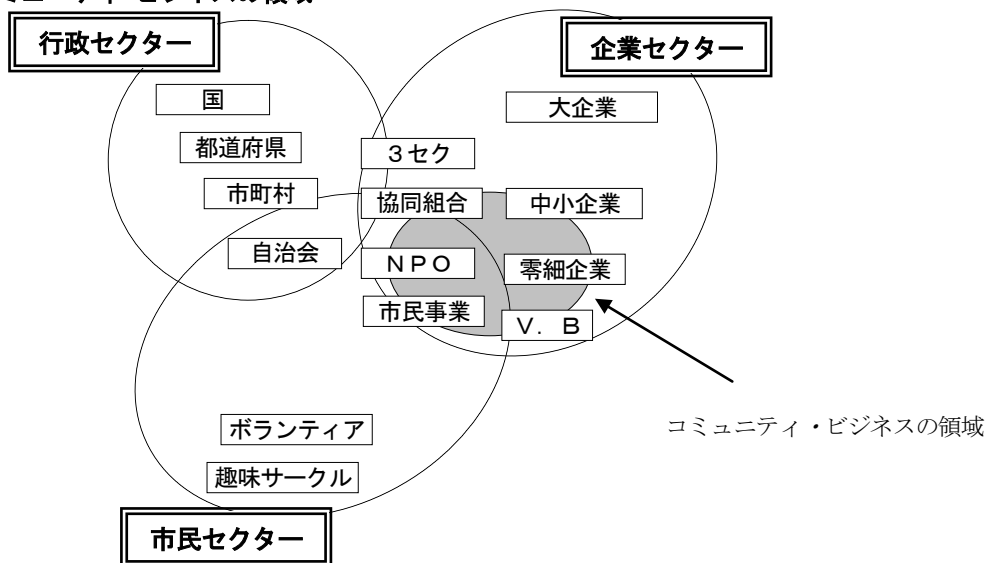 行政セクター
企業セクター
国
大企業
都道府県
3セク
市町村
協同組合
中小企業
自治会
NPO
零細企業
市民事業
V. B
コミュニティ・ビジネスの領域
ボランティア
趣味サークル
市民セクター